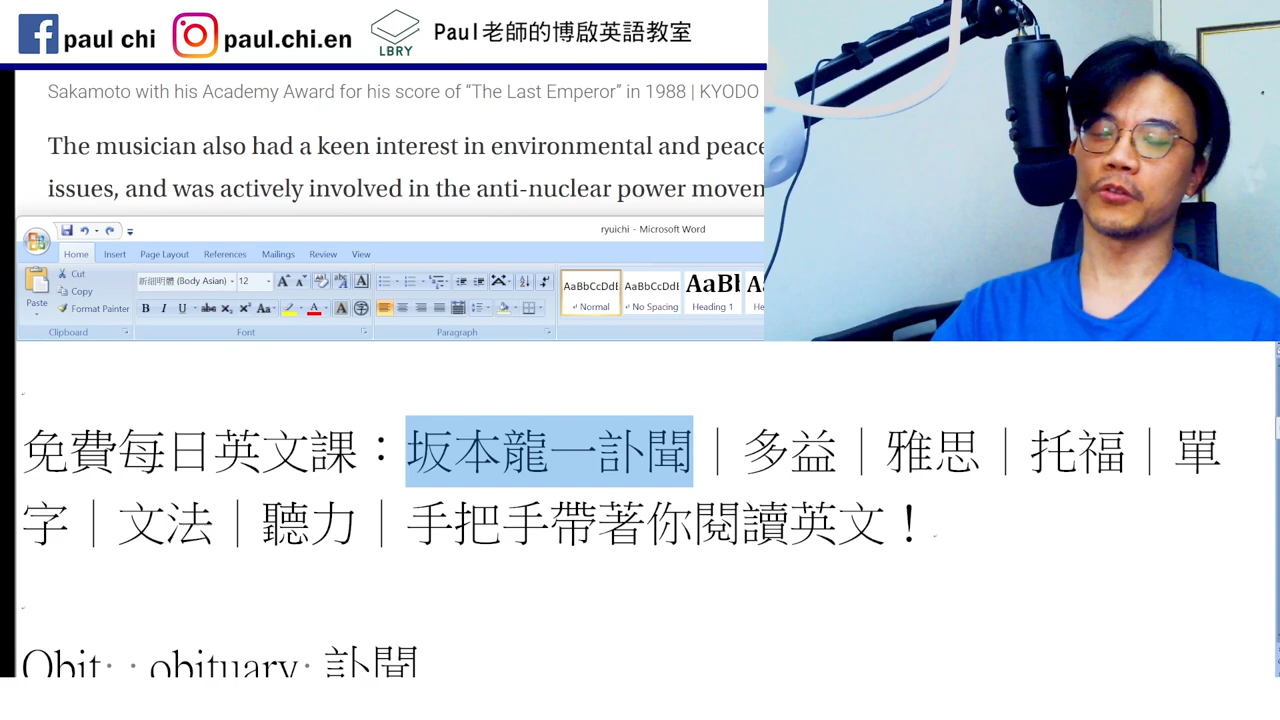 paul chi
paul.chi.en
LBRY
Paul老師的博啟英語教室
Sakamoto with his Academy Award for his score of “The Last Emperor” in 1988 | KYODO
The musician also had a keen interest in environmental and peace
issues, and was actively involved in the anti-nuclear power
ryuichi - Microsoft Word
Home Insert Page Layout References Mailings Review View
Paste
Cut
Copy
Format Painter
Clipboard
新細明體 (Body Asian) 12
Font
Paragraph
AaBbCcDdE AaBbCcDdE
Normal No Spacing Heading 1
免費每日英文課：坂本龍一訃聞｜多益｜雅思｜托福｜單
字｜文法｜聽力｜手把手帶著你閱讀英文！
Obit obituary 訃聞